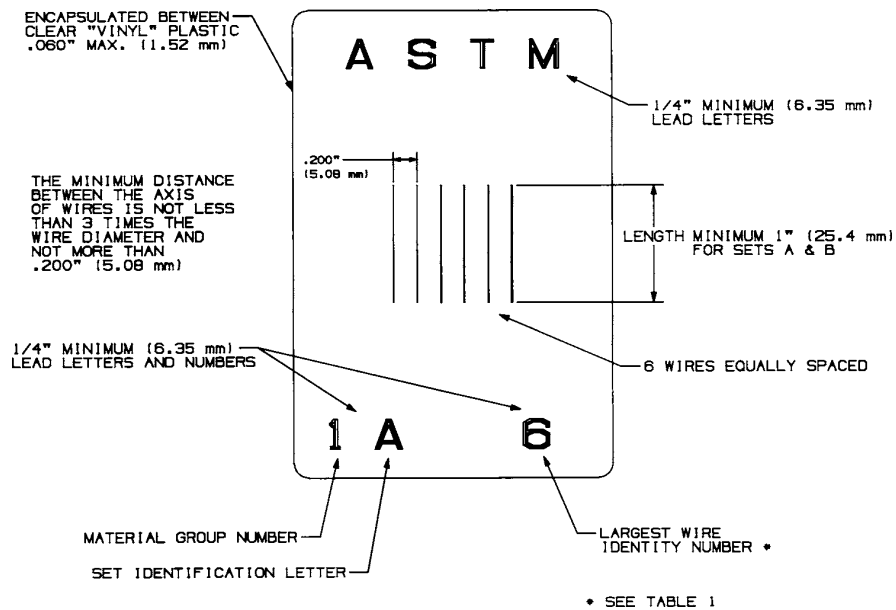 ENCAPSULATED BETWEEN
CLEAR "VINYL" PLASTIC
.060" MAX. (1.52 mm)
A S T M
1/4" MINIMUM (6.35 mm)
LEAD LETTERS
.200"
(5.08 mm)
THE MINIMUM DISTANCE
BETWEEN THE AXIS
OF WIRES IS NOT LESS
THAN 3 TIMES THE
WIRE DIAMETER AND
NOT MORE THAN
.200" (5.08 mm)
LENGTH MINIMUM 1" (25.4 mm)
FOR SETS A & B
1/4" MINIMUM (6.35 mm)
LEAD LETTERS AND NUMBERS
6 WIRES EQUALLY SPACED
1 A 6
MATERIAL GROUP NUMBER
SET IDENTIFICATION LETTER
LARGEST WIRE
IDENTITY NUMBER *
* SEE TABLE 1